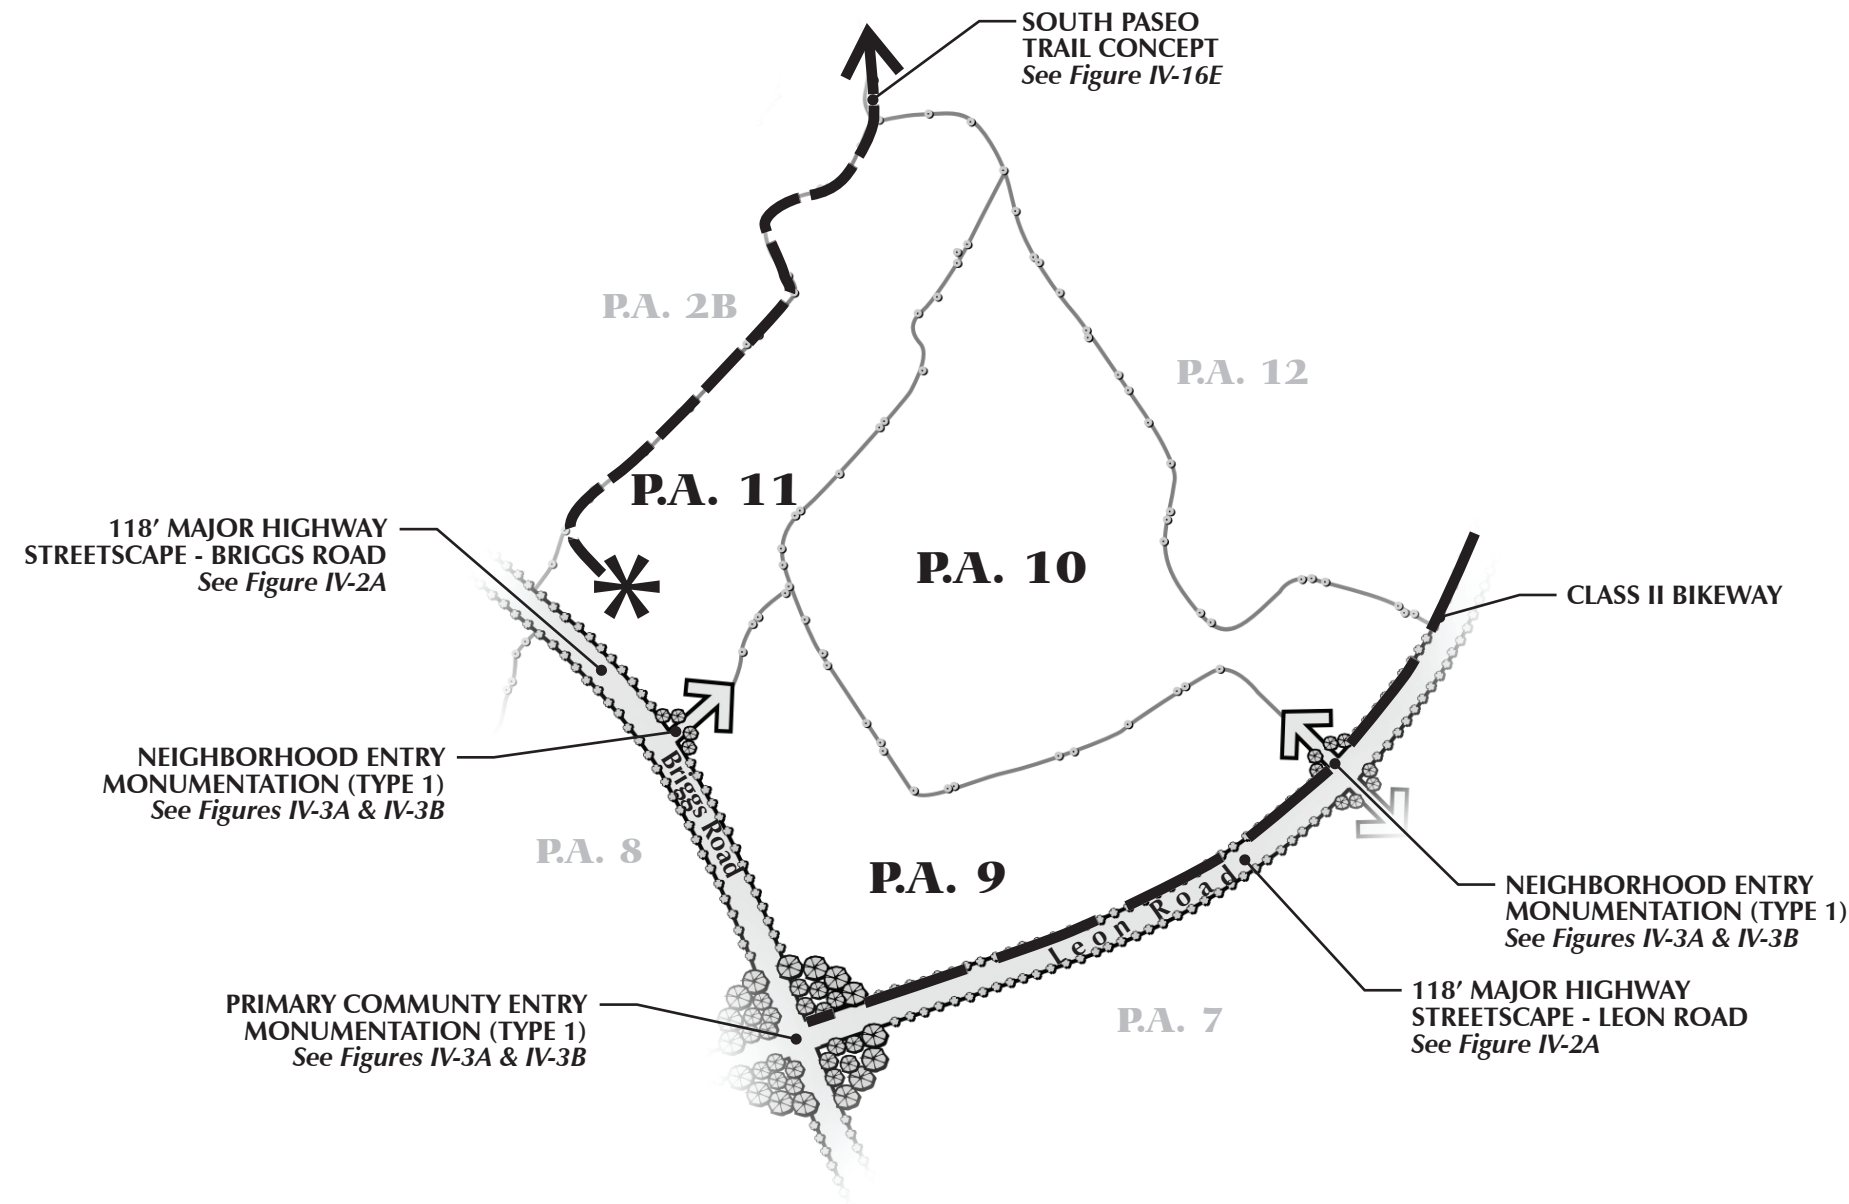 SOUTH PASEO
TRAIL CONCEPT
See Figure IV-16E
P.A. 2B
P.A. 12
P.A. 11
118’ MAJOR HIGHWAY
STREETSCAPE - BRIGGS ROAD
See Figure IV-2A
P.A. 10
CLASS II BIKEWAY
NEIGHBORHOOD ENTRY
MONUMENTATION (TYPE 1)
See Figures IV-3A & IV-3B
Briggs Road
P.A. 8
P.A. 9
Leon Road
NEIGHBORHOOD ENTRY
MONUMENTATION (TYPE 1)
See Figures IV-3A & IV-3B
PRIMARY COMMUNTY ENTRY
MONUMENTATION (TYPE 1)
See Figures IV-3A & IV-3B
P.A. 7
118’ MAJOR HIGHWAY
STREETSCAPE - LEON ROAD
See Figure IV-2A